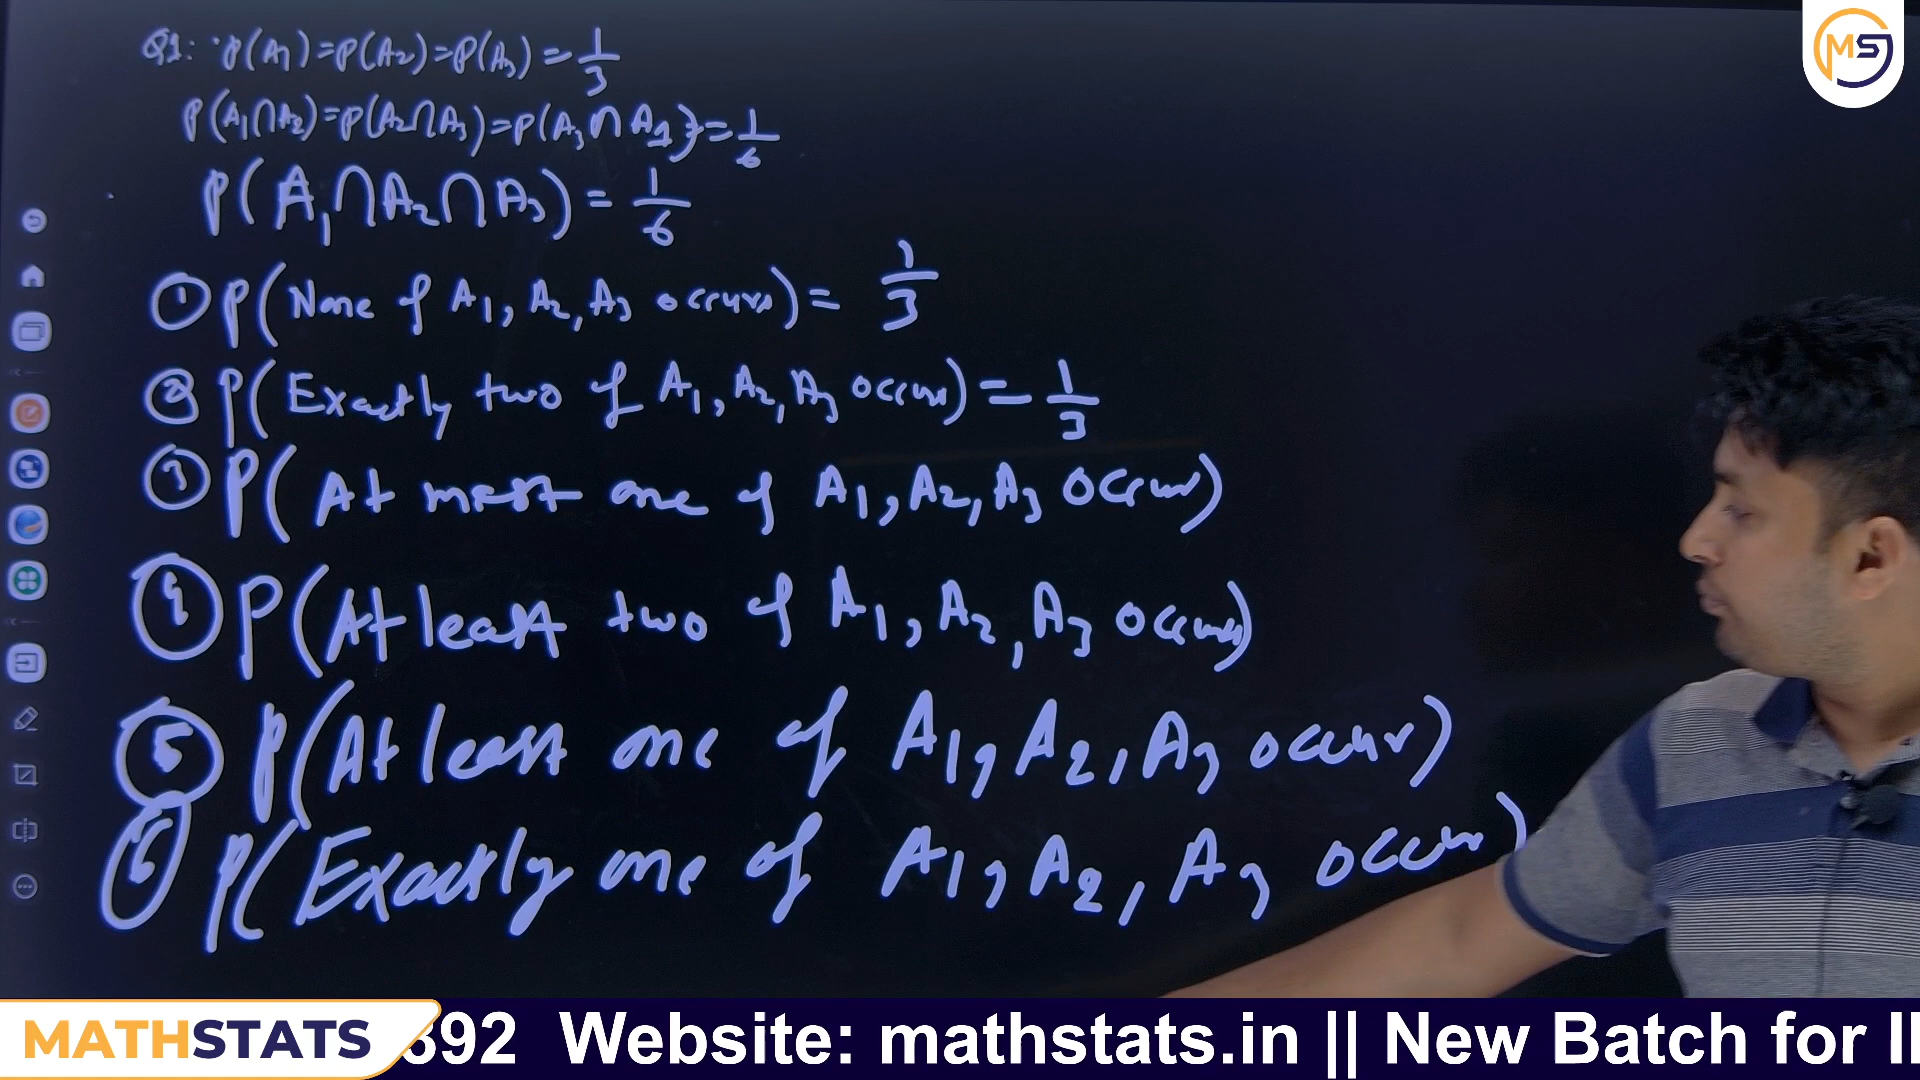 Q1: P(A1)=P(A2)=P(A3)=1/3
P(A1∩A2)=P(A2∩A3)=P(A3∩A1}=1/6
P(A1∩A2∩A3)=1/6
① P(None of A1, A2, A3 occurs)= 1/3
② P(Exactly two of A1, A2, A3 occurs)=1/3
③ P(At most one of A1, A2, A3 occur)
④ P(At least two of A1, A2, A3 occurs)
⑤ P(At least one of A1, A2, A3 occur)
⑥ P(Exactly one of A1, A2, A3 occur)
MS
MATHSTATS
392 Website: mathstats.in || New Batch for